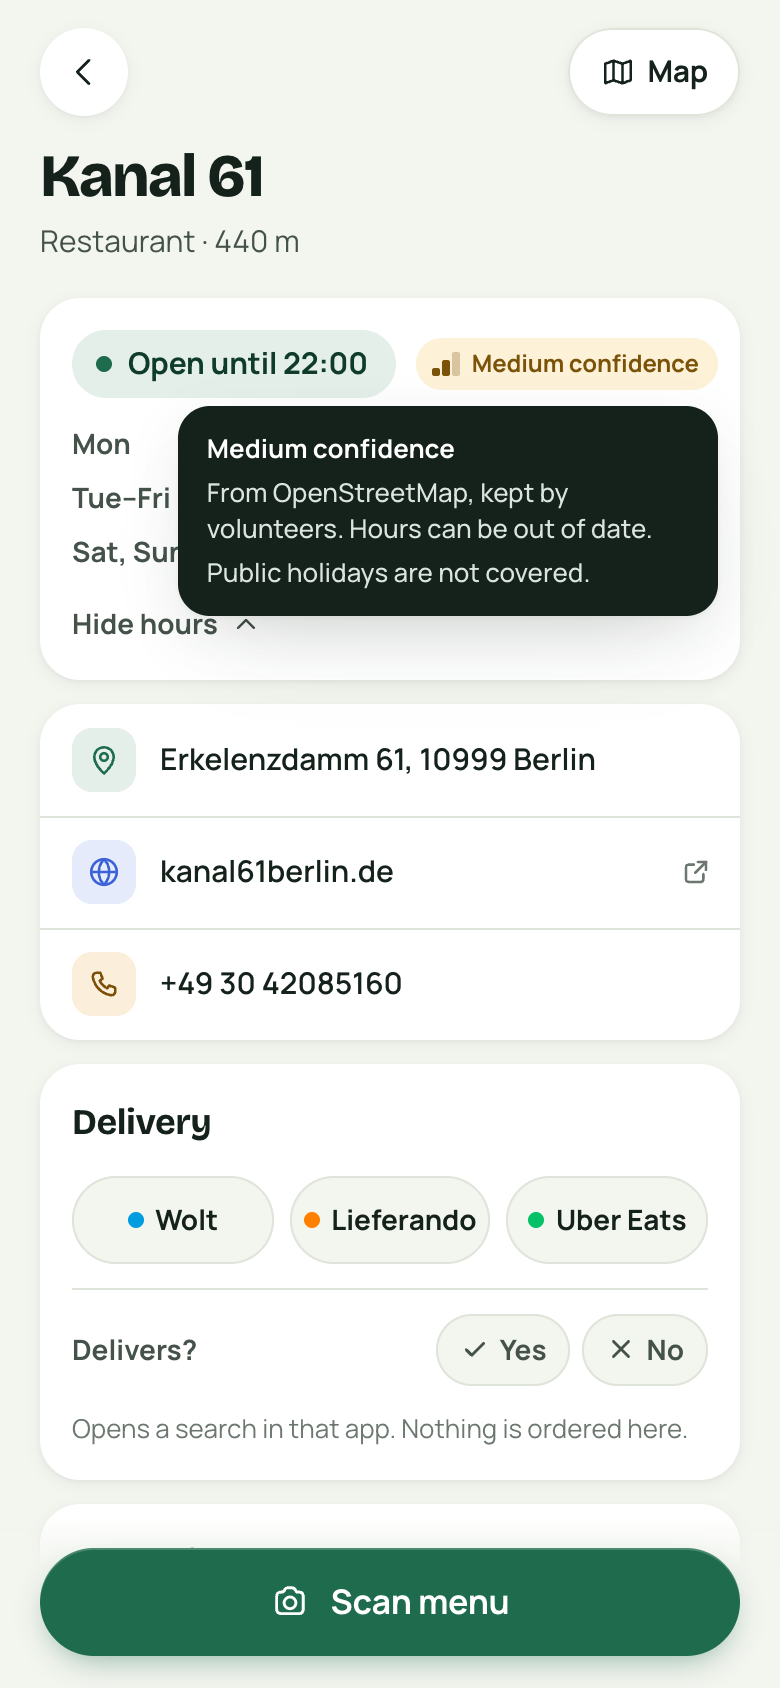 Map
Kanal 61
Restaurant · 440 m
Open until 22:00
Medium confidence
Mon
Tue–Fri
Sat, Sun
Medium confidence
From OpenStreetMap, kept by
volunteers. Hours can be out of date.
Public holidays are not covered.
Hide hours
Erkelenzdamm 61, 10999 Berlin
kanal61berlin.de
+49 30 42085160
Delivery
Wolt
Lieferando
Uber Eats
Delivers?
Yes
No
Opens a search in that app. Nothing is ordered here.
Scan menu